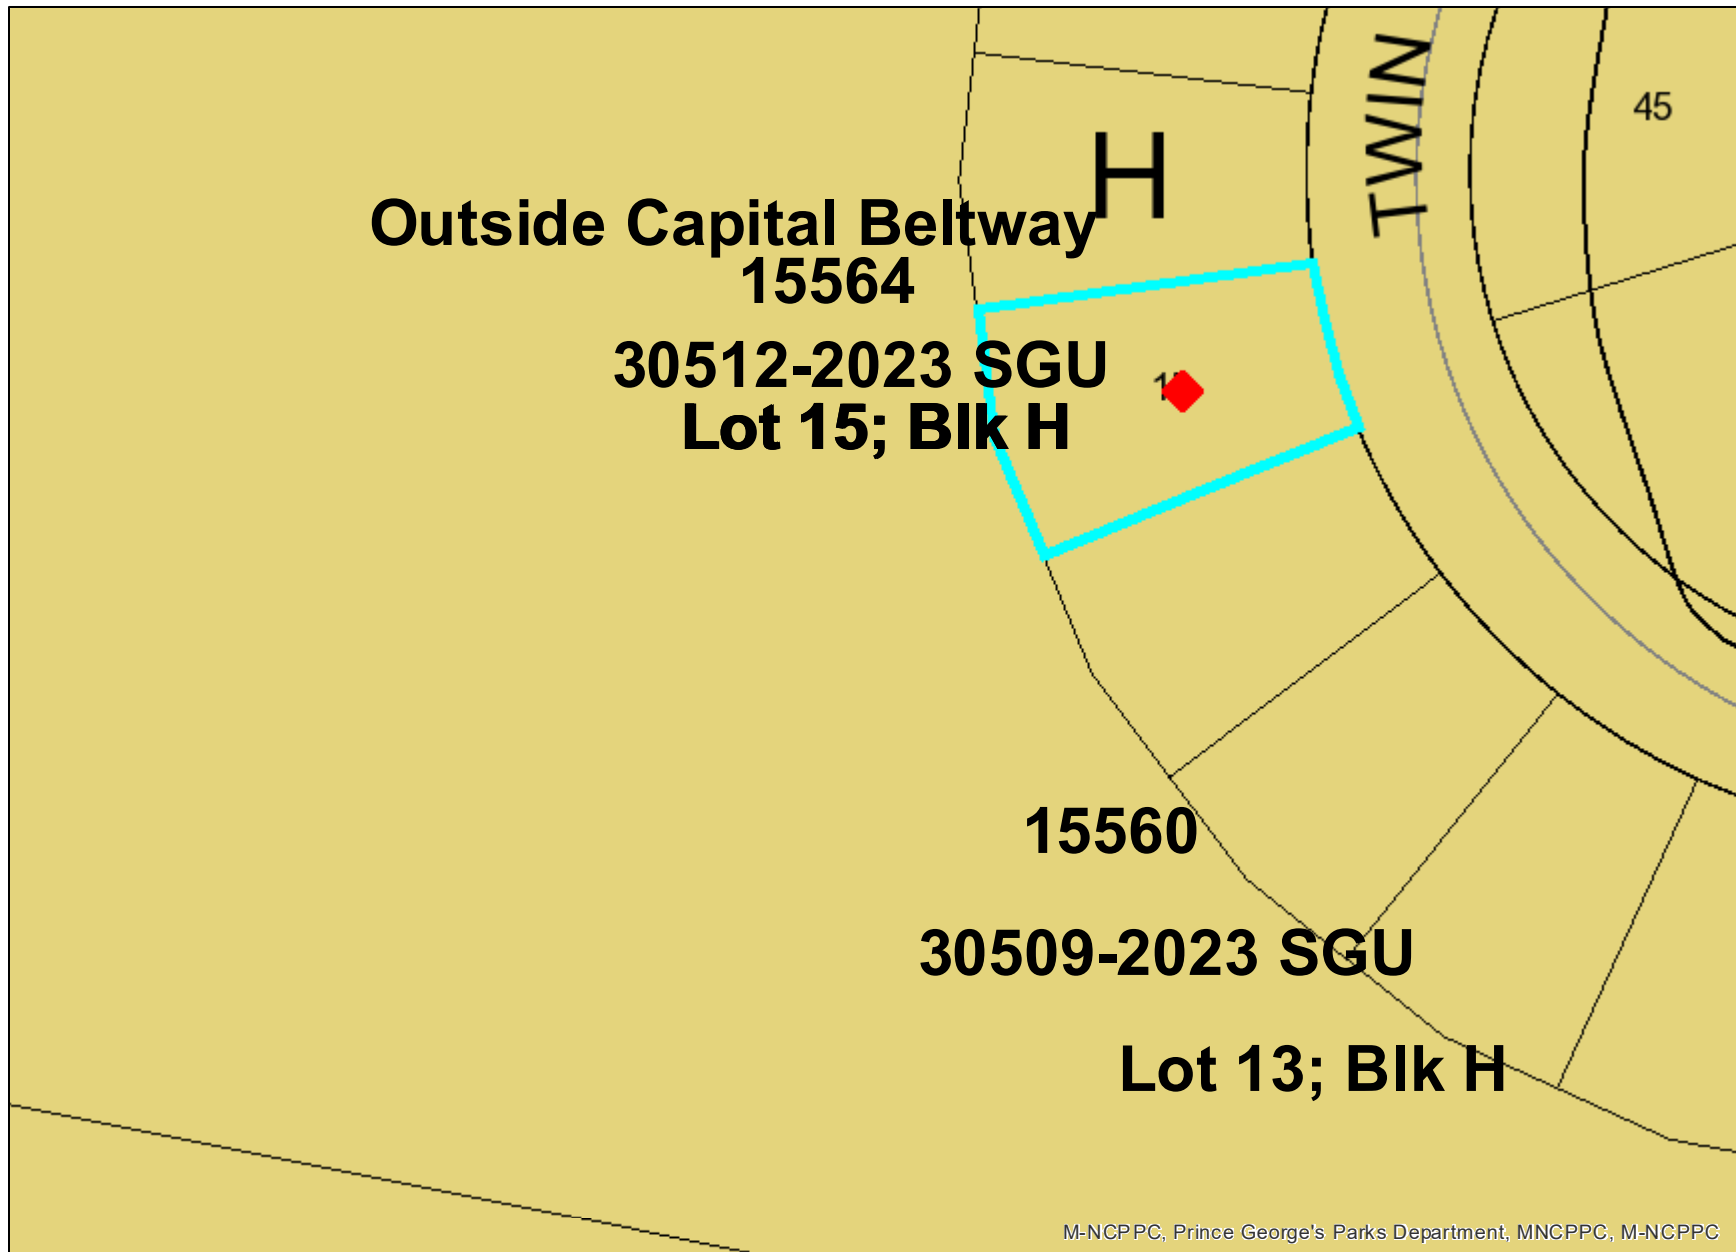 TWIN
45
H
Outside Capital Beltway
15564
30512-2023 SGU
Lot 15; Blk H
15560
30509-2023 SGU
Lot 13; Blk H
M-NCPPC, Prince George's Parks Department, MNCPPC, M-NCPPC